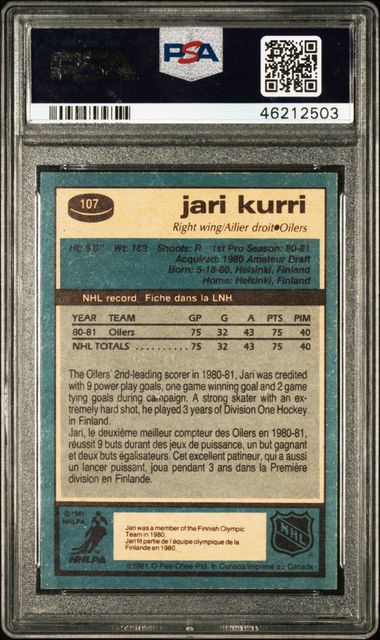 PSA
PSA
46212503
107
jari kurri
Right wing/Ailier droit●Oilers
Ht: 6'0" Wt: 183 Shoots: R 1st Pro Season: 80-81
Acquired: 1980 Amateur Draft
Born: 5-18-60, Helsinki, Finland
Home: Helsinki, Finland
NHL record Fiche dans la LNH
YEAR TEAM GP G A PTS PIM
80-81 Oilers 75 32 43 75 40
NHL TOTALS 75 32 43 75 40
The Oilers' 2nd-leading scorer in 1980-81, Jari was credited
with 9 power play goals, one game winning goal and 2 game
tying goals during campaign. A strong skater with an ex-
tremely hard shot, he played 3 years of Division One Hockey
in Finland.
Jari, le deuxième meilleur compteur des Oilers en 1980-81,
réussit 9 buts durant des jeux de puissance, un but gagnant
et deux buts égalisateurs. Cet excellent patineur, qui a aussi
un lancer puissant, joua pendant 3 ans dans la Première
division en Finlande.
©1981
NHLPA
NHLPA
Jari was a member of the Finnish Olympic
Team in 1980.
Jari fit partie de l'équipe olympique de la
Finlande en 1980.
NHL
©1981 O-Pee-Chee Ptd. in Canada/Imprimé au Canada